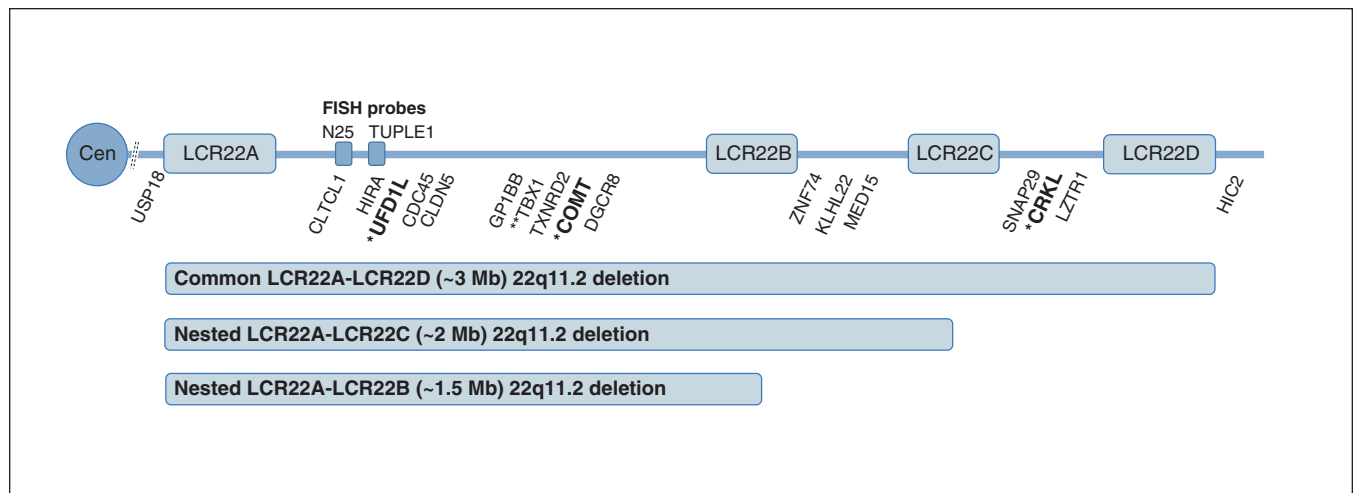 FISH probes
N25 TUPLE1
Cen
LCR22A
LCR22B
LCR22C
LCR22D
USP18
CLTCL1
HIRA
*UFD1L
CDC45
CLDN5
GP1BB
**TBX1
TXNRD2
*COMT
DGCR8
ZNF74
KLHL22
MED15
SNAP29
*CRKL
LZTR1
HIC2
Common LCR22A-LCR22D (~3 Mb) 22q11.2 deletion
Nested LCR22A-LCR22C (~2 Mb) 22q11.2 deletion
Nested LCR22A-LCR22B (~1.5 Mb) 22q11.2 deletion